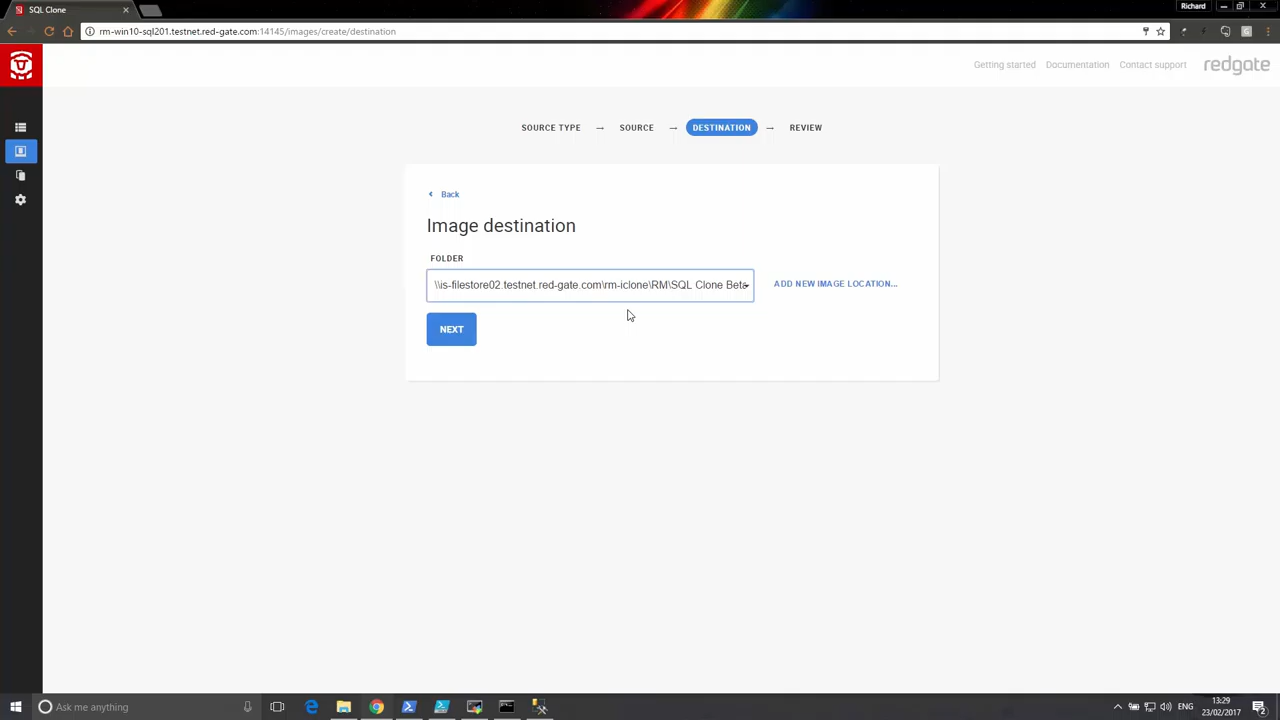 SQL Clone
Richard
rm-win10-sql201.testnet.red-gate.com:14145/images/create/destination
Getting started Documentation Contact support redgate
SOURCE TYPE → SOURCE → DESTINATION → REVIEW
Back
Image destination
FOLDER
\\is-filestore02.testnet.red-gate.com\rm-iclone\RM\SQL Clone Beta
ADD NEW IMAGE LOCATION...
NEXT
Ask me anything
ENG
13:29
23/02/2017